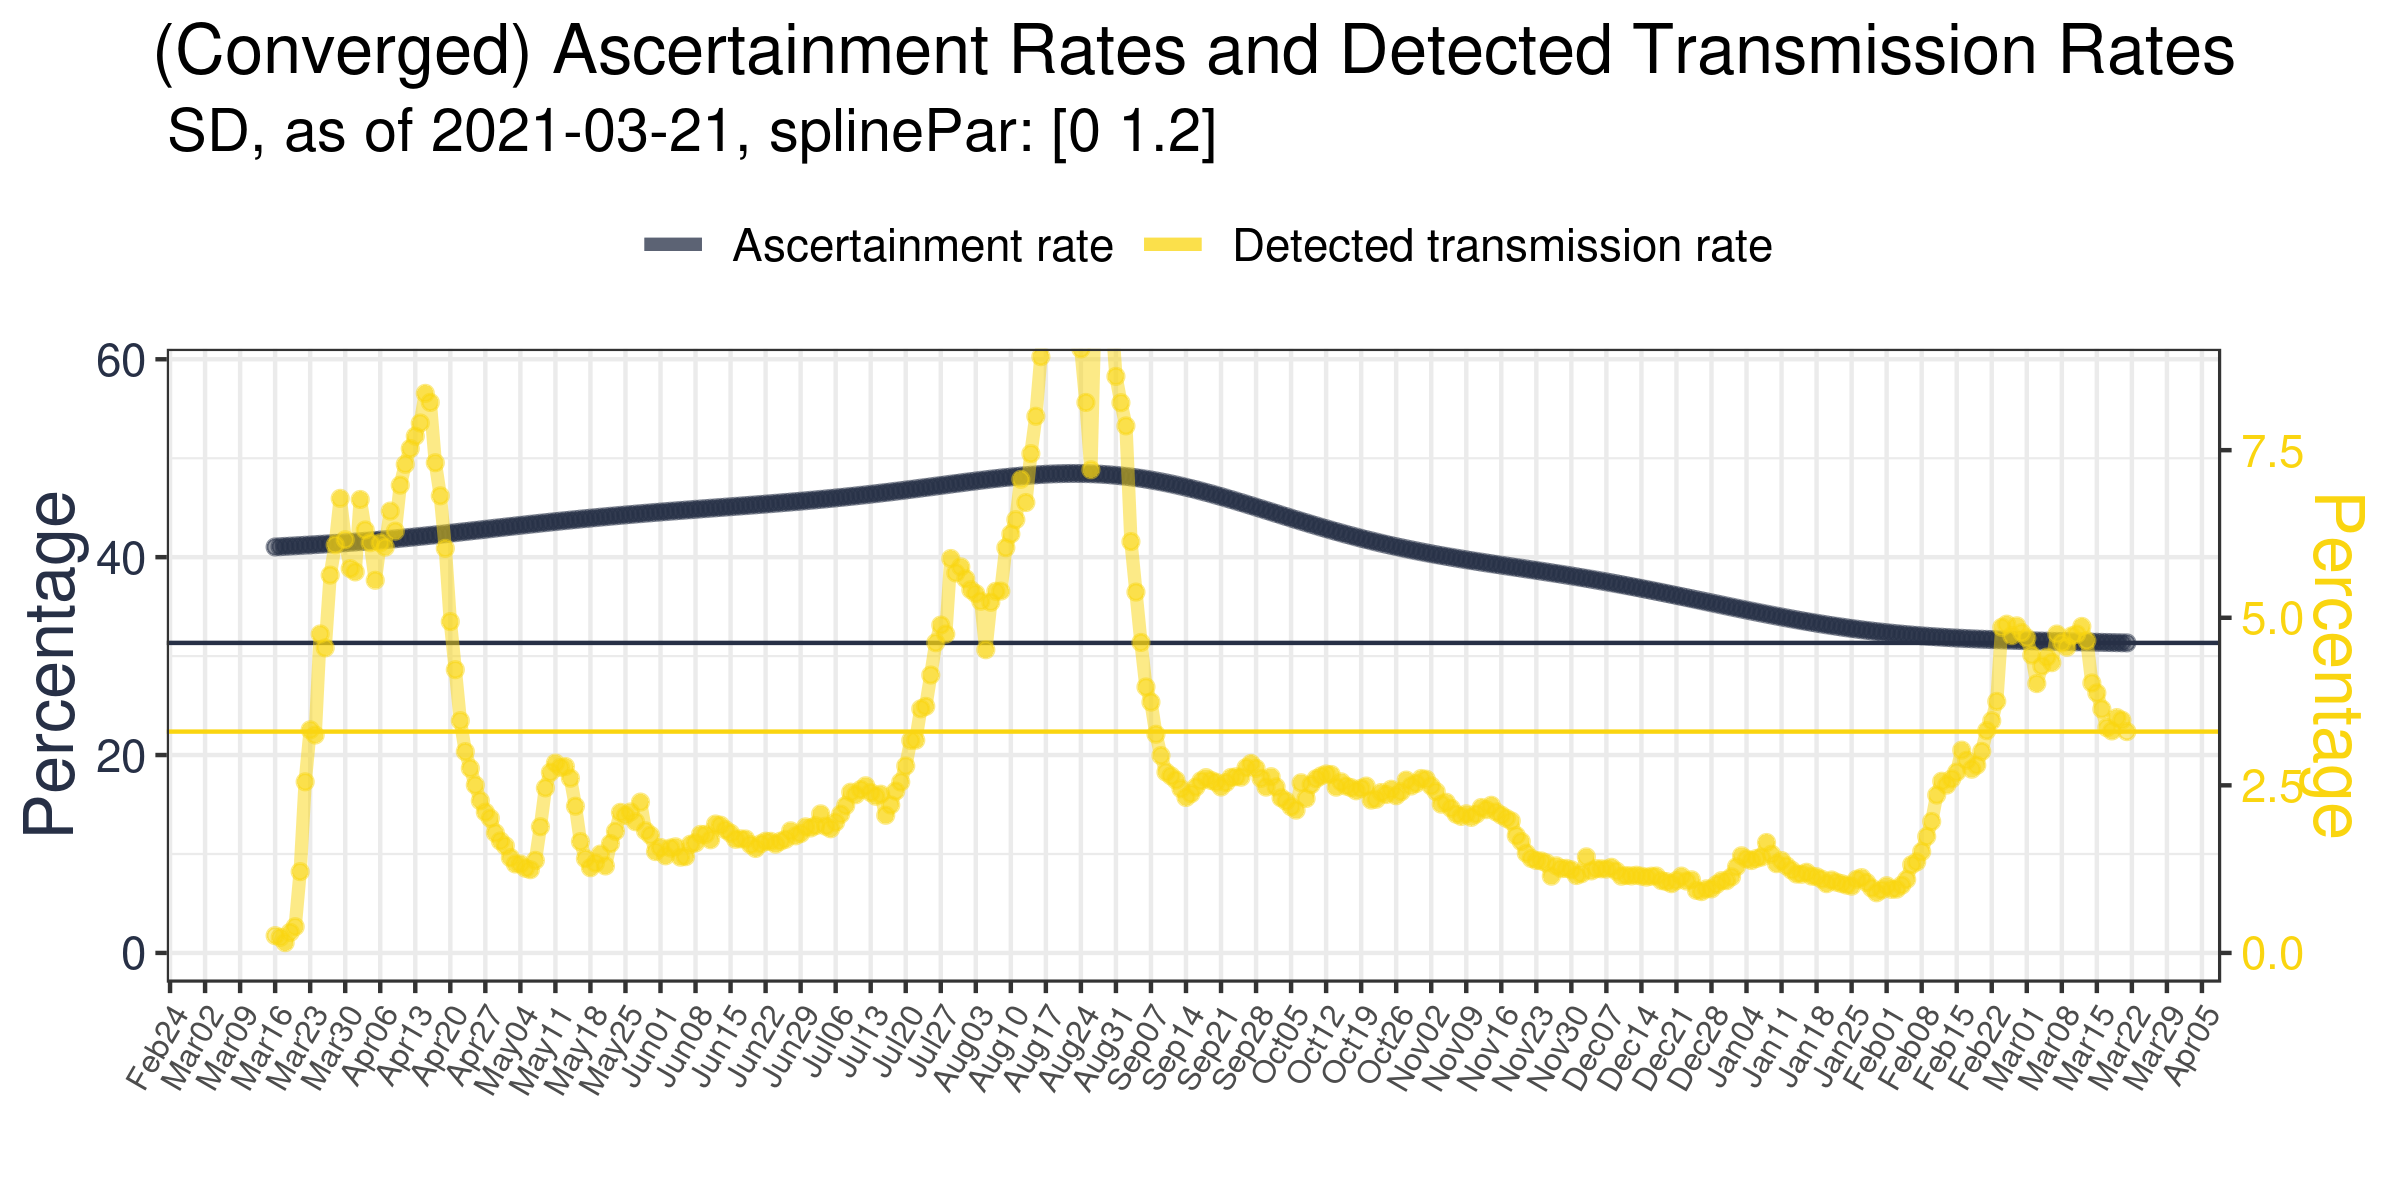 (Converged) Ascertainment Rates and Detected Transmission Rates
SD, as of 2021-03-21, splinePar: [0 1.2]
Ascertainment rate
Detected transmission rate
Percentage
60
40
20
0
7.5
5.0
2.5
0.0
Percentage
Feb24
Mar02
Mar09
Mar16
Mar23
Mar30
Apr06
Apr13
Apr20
Apr27
May04
May11
May18
May25
Jun01
Jun08
Jun15
Jun22
Jun29
Jul06
Jul13
Jul20
Jul27
Aug03
Aug10
Aug17
Aug24
Aug31
Sep07
Sep14
Sep21
Sep28
Oct05
Oct12
Oct19
Oct26
Nov02
Nov09
Nov16
Nov23
Nov30
Dec07
Dec14
Dec21
Dec28
Jan04
Jan11
Jan18
Jan25
Feb01
Feb08
Feb15
Feb22
Mar01
Mar08
Mar15
Mar22
Mar29
Apr05